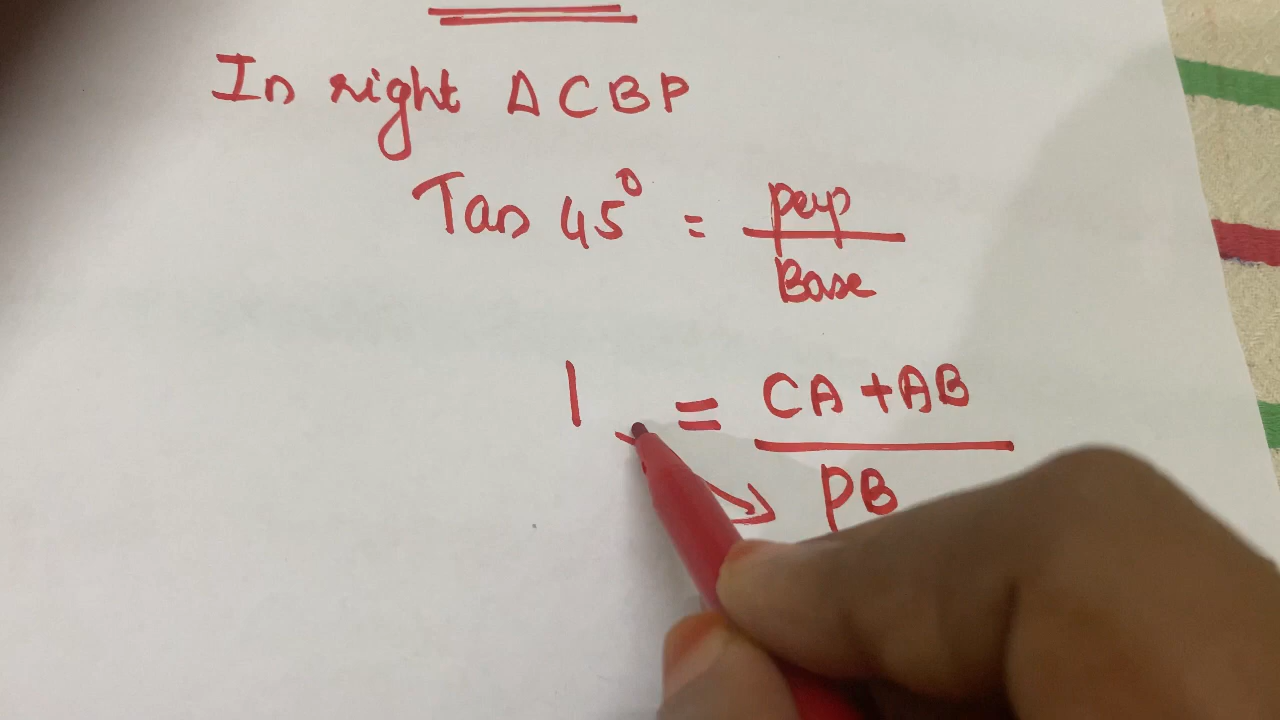 In right Δ CBP
Tan 45° = perp
Base
1 = CA + AB
PB